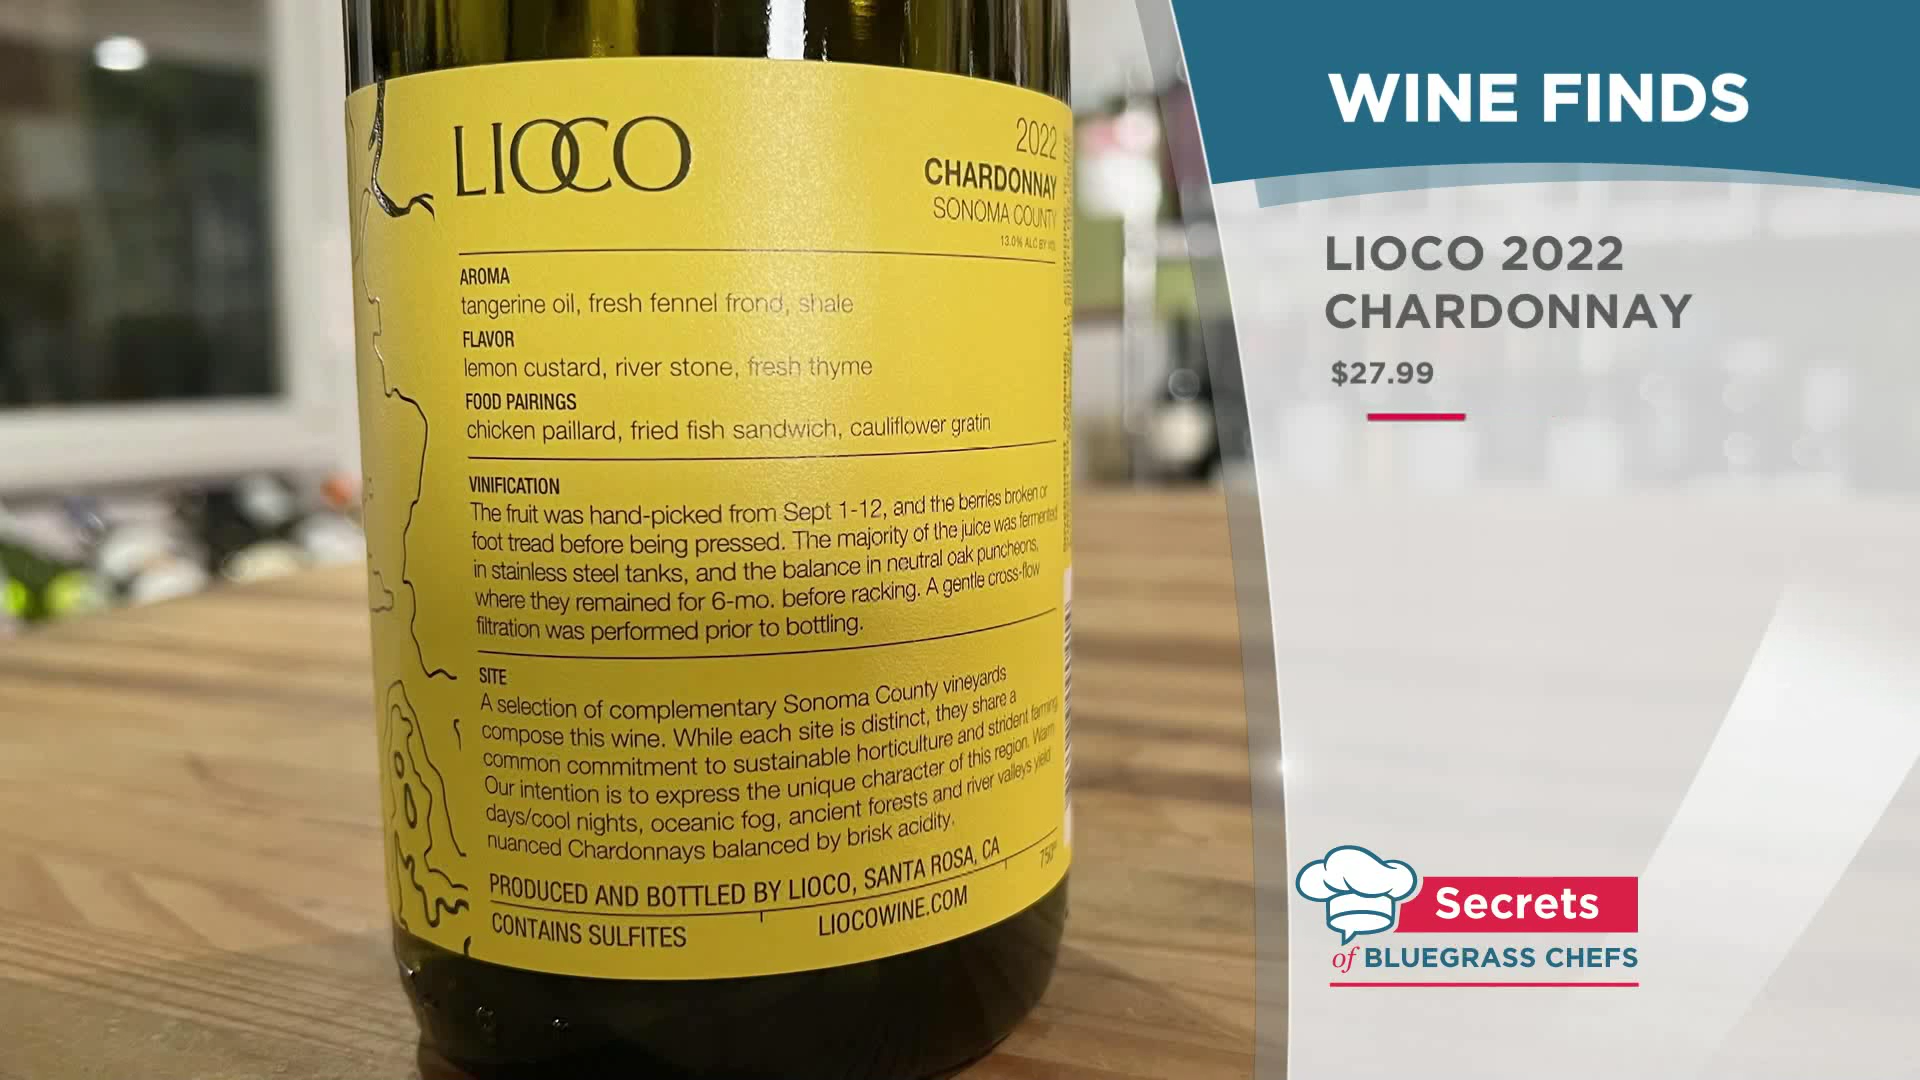 LIOCO
2022
CHARDONNAY
SONOMA COUNTY
13.0% ALC BY VOL
AROMA
tangerine oil, fresh fennel frond, shale
FLAVOR
lemon custard, river stone, fresh thyme
FOOD PAIRINGS
chicken paillard, fried fish sandwich, cauliflower gratin
VINIFICATION
The fruit was hand-picked from Sept 1-12, and the berries broken or
foot tread before being pressed. The majority of the juice was fermented
in stainless steel tanks, and the balance in neutral oak puncheons,
where they remained for 6-mo. before racking. A gentle cross-flow
filtration was performed prior to bottling.
SITE
A selection of complementary Sonoma County vineyards
compose this wine. While each site is distinct, they share a
common commitment to sustainable horticulture and strident farming.
Our intention is to express the unique character of this region. Warm
days/cool nights, oceanic fog, ancient forests and river valleys yield
nuanced Chardonnays balanced by brisk acidity.
PRODUCED AND BOTTLED BY LIOCO, SANTA ROSA, CA
750ml
CONTAINS SULFITES
LIOCOWINE.COM
WINE FINDS
LIOCO 2022
CHARDONNAY
$27.99
Secrets
of BLUEGRASS CHEFS